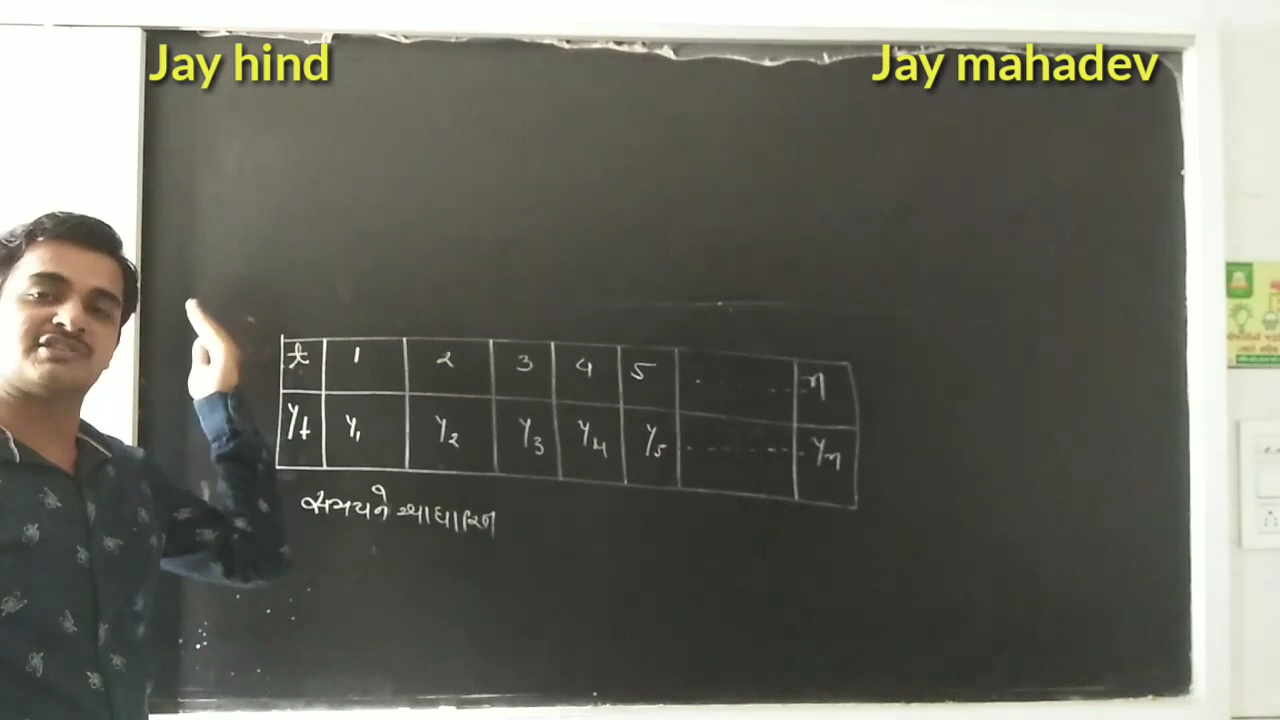 Jay hind Jay mahadev
t 1 2 3 4 5 ........ n
Yt Y1 Y2 Y3 Y4 Y5 ........ Yn
સમયને આધારિત